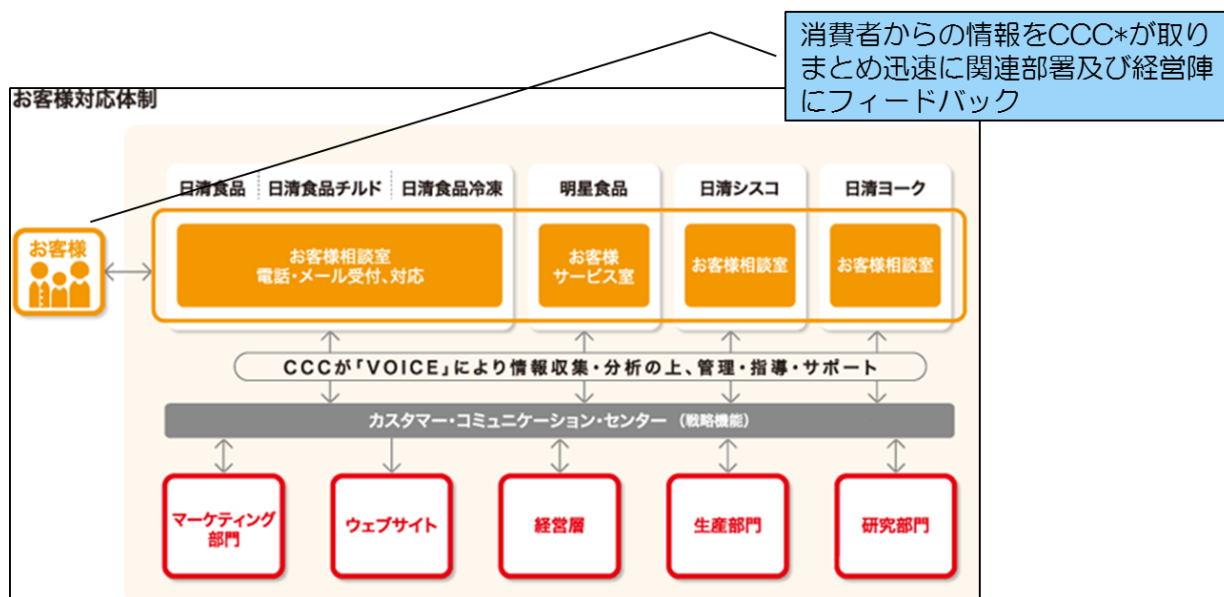 消費者からの情報をCCC*が取り
まとめ迅速に関連部署及び経営陣
にフィードバック
お客様対応体制
日清食品
日清食品チルド
日清食品冷凍
明星食品
日清シスコ
日清ヨーク
お客様
お客様相談室
電話・メール受付、対応
お客様
サービス室
お客様相談室
お客様相談室
CCCが「VOICE」により情報収集・分析の上、管理・指導・サポート
カスタマー・コミュニケーション・センター (戦略機能)
マーケティング
部門
ウェブサイト
経営層
生産部門
研究部門